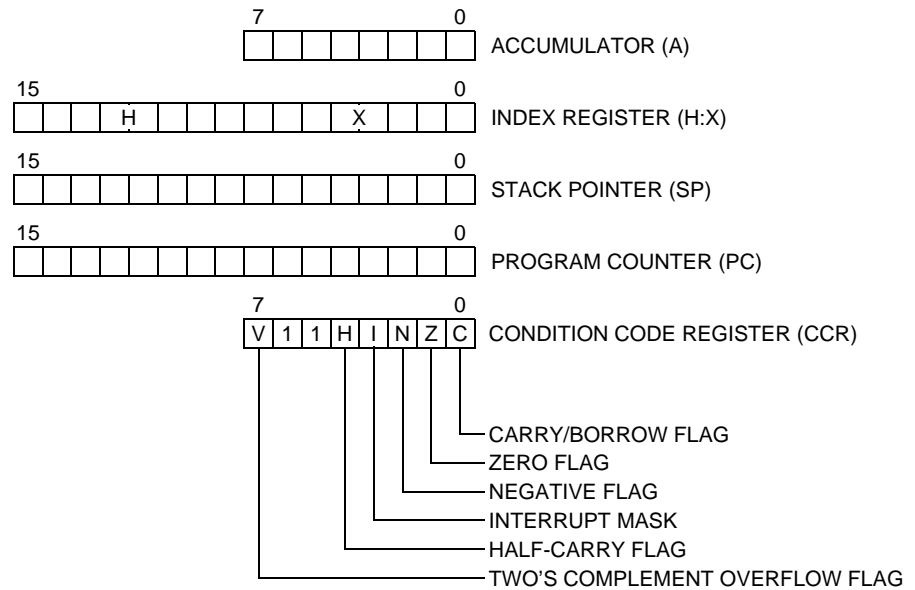 7 0
ACCUMULATOR (A)
15 0
H X INDEX REGISTER (H:X)
15 0
STACK POINTER (SP)
15 0
PROGRAM COUNTER (PC)
7 0
V 1 1 H I N Z C CONDITION CODE REGISTER (CCR)
CARRY/BORROW FLAG
ZERO FLAG
NEGATIVE FLAG
INTERRUPT MASK
HALF-CARRY FLAG
TWO'S COMPLEMENT OVERFLOW FLAG